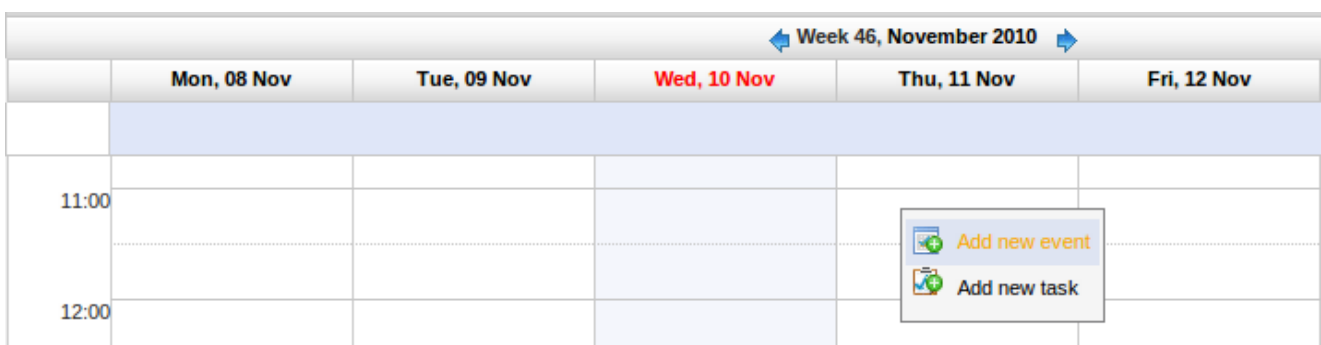 Week 46, November 2010
Mon, 08 Nov Tue, 09 Nov Wed, 10 Nov Thu, 11 Nov Fri, 12 Nov
11:00
Add new event
Add new task
12:00